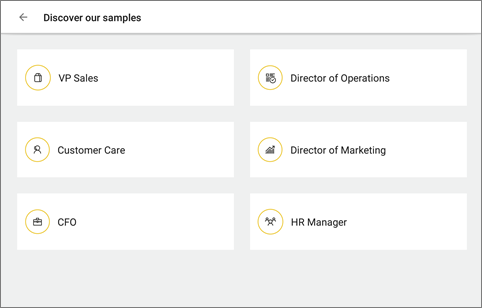 Discover our samples
VP Sales
Director of Operations
Customer Care
Director of Marketing
CFO
HR Manager